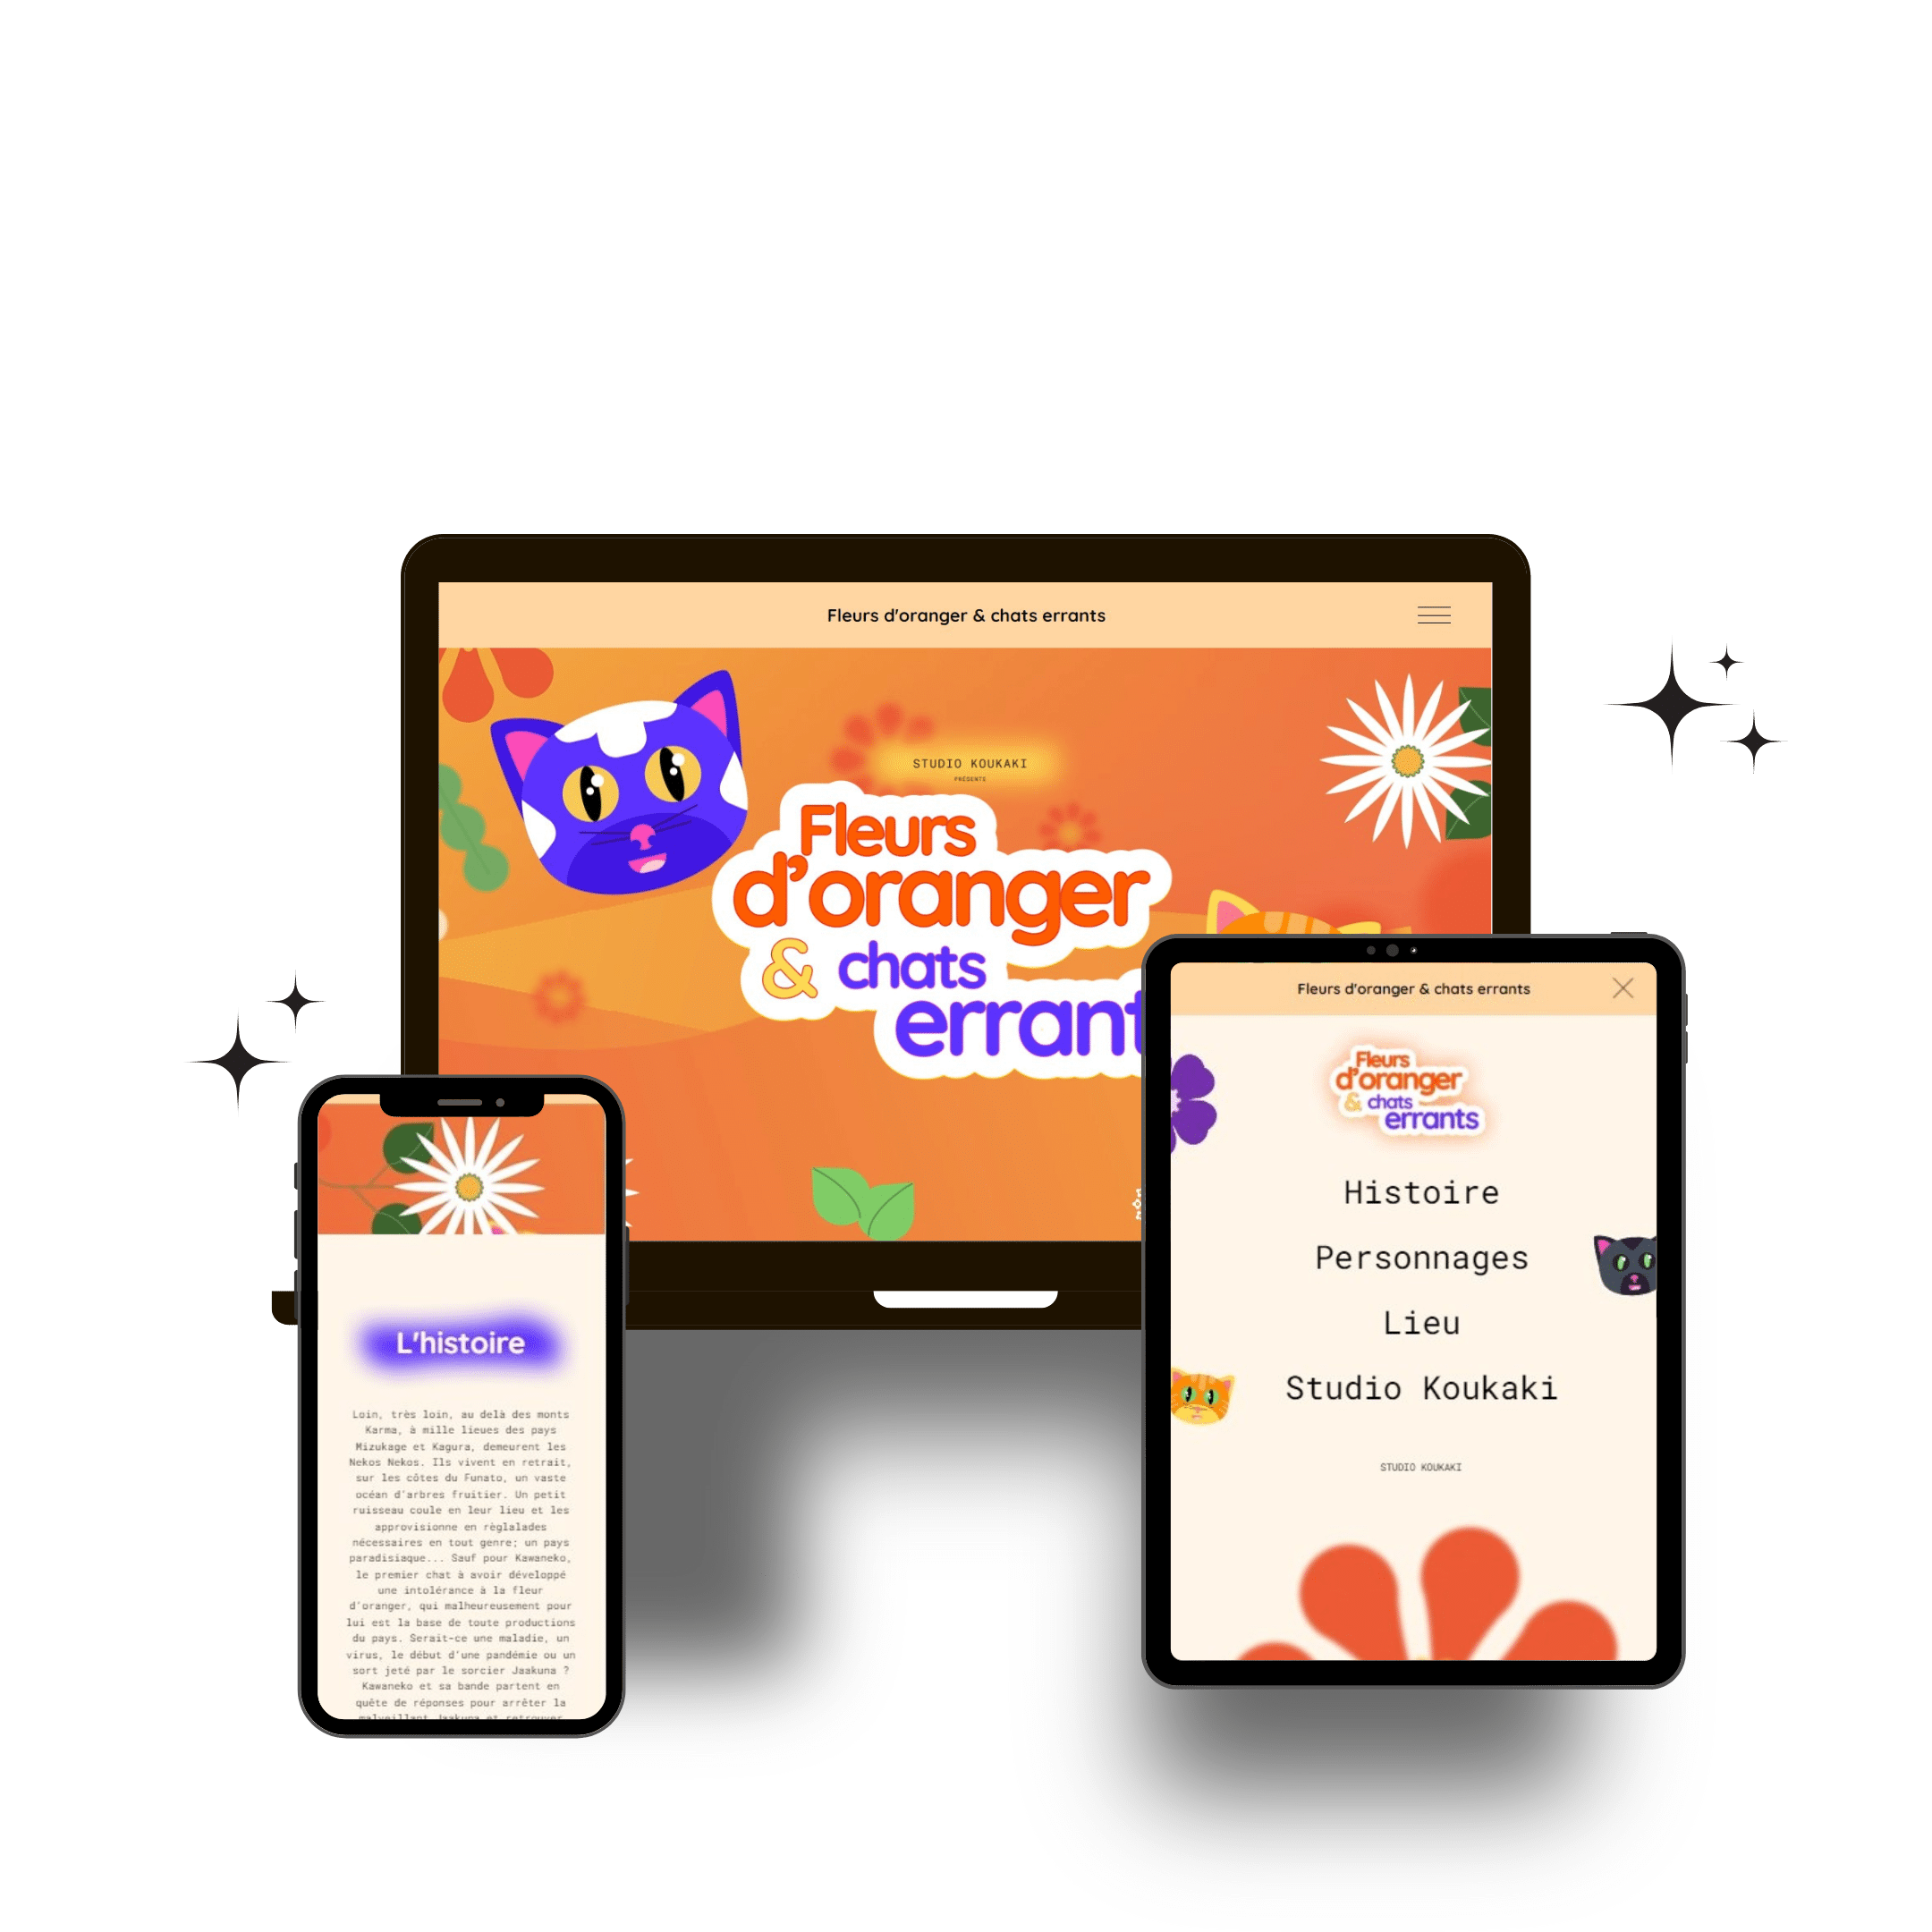 Fleurs d'oranger & chats errants
STUDIO KOUKAKI
PRÉSENTE
Fleurs
d'oranger
& chats
errant
Fleurs d'oranger & chats errants
Fleurs
d'oranger
& chats
errants
Histoire
Personnages
Lieu
Studio Koukaki
STUDIO KOUKAKI
L'histoire
Loin, très loin, au delà des monts
Karma, à mille lieues des pays
Mizukage et Kagura, demeurent les
Nekos Nekos. Ils vivent en retrait,
sur les côtes du Funato, un vaste
océan d'arbres fruitier. Un petit
ruisseau coule en leur lieu et les
approvisionne en règlalades
nécessaires en tout genre; un pays
paradisiaque... Sauf pour Kawaneko,
le premier chat à avoir développé
une intolérance à la fleur
d'oranger, qui malheureusement pour
lui est la base de toute productions
du pays. Serait-ce une maladie, un
virus, le début d'une pandémie ou un
sort jeté par le sorcier Jaakuna ?
Kawaneko et sa bande partent en
quête de réponses pour arrêter la
malveillant Jaakuna et retrouver